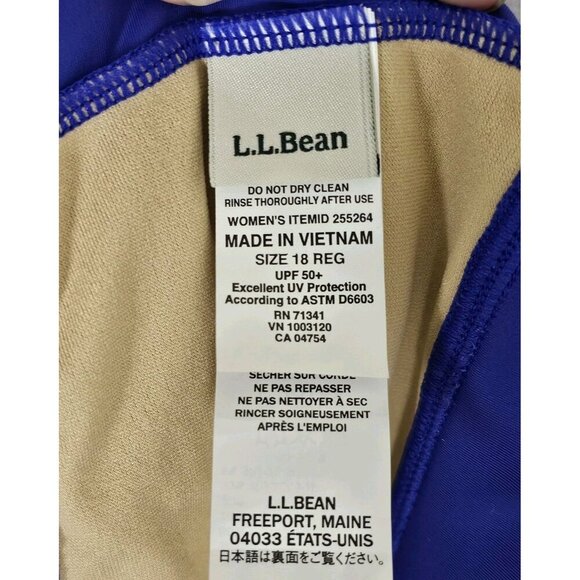 L.L.Bean
DO NOT DRY CLEAN
RINSE THOROUGHLY AFTER USE
WOMEN'S ITEMID 255264
MADE IN VIETNAM
SIZE 18 REG
UPF 50+
Excellent UV Protection
According to ASTM D6603
RN 71341
VN 1003120
CA 04754
SÉCHER SUR CORDE
NE PAS REPASSER
NE PAS NETTOYER À SEC
RINCER SOIGNEUSEMENT
APRÈS L'EMPLOI
L.L.BEAN
FREEPORT, MAINE
04033 ÉTATS-UNIS
日本語は裏面をご覧ください。